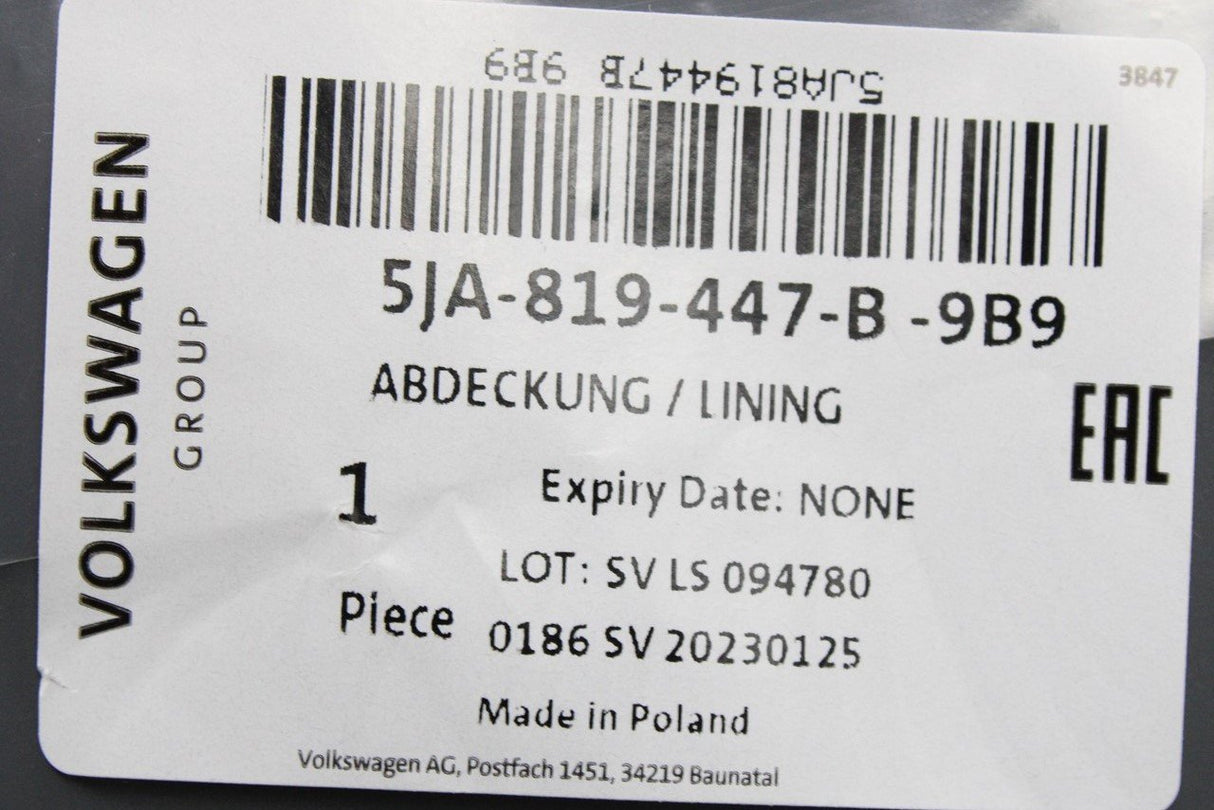 5JA819447B 9B9
3847
VOLKSWAGEN
GROUP
5JA-819-447-B -9B9
ABDECKUNG / LINING
EAC
1
Expiry Date: NONE
LOT: SV LS 094780
Piece
0186 SV 20230125
Made in Poland
Volkswagen AG, Postfach 1451, 34219 Baunatal